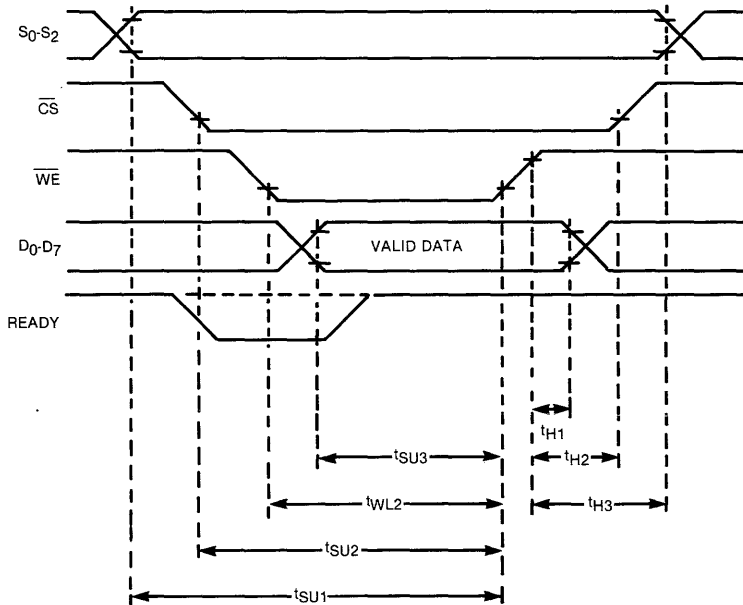 S0-S2
CS
WE
D0-D7
VALID DATA
READY
tH1
tSU3
tH2
tWL2
tH3
tSU2
tSU1